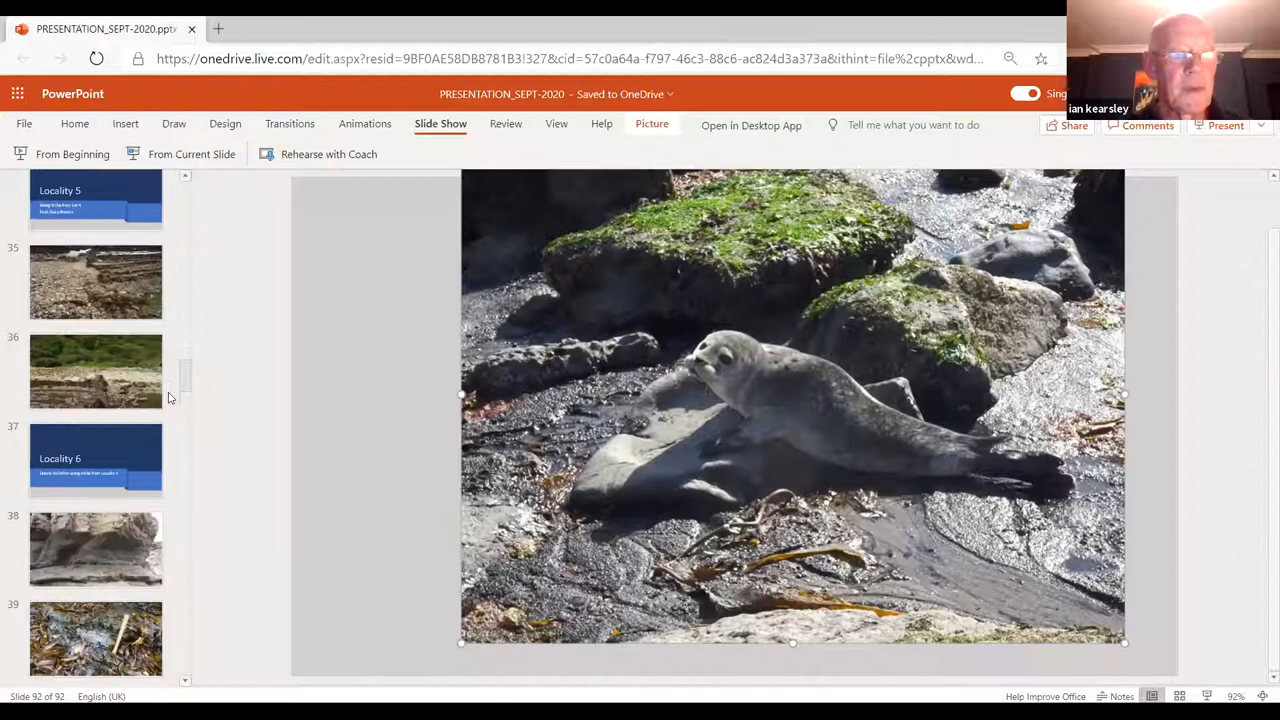 PRESENTATION_SEPT-2020.pptx
https://onedrive.live.com/edit.aspx?resid=9BF0AE58DB8781B3!327&cid=57c0a64a-f797-46c3-88c6-ac824d3a373a&ithint=file%2cpptx&wd...
PowerPoint
PRESENTATION_SEPT-2020 - Saved to OneDrive
Sing
ian kearsley
File Home Insert Draw Design Transitions Animations Slide Show Review View Help Picture Open in Desktop App Tell me what you want to do Share Comments Present
From Beginning From Current Slide Rehearse with Coach
Locality 5
35
36
37
Locality 6
38
39
Slide 92 of 92 English (UK) Help Improve Office Notes 92%